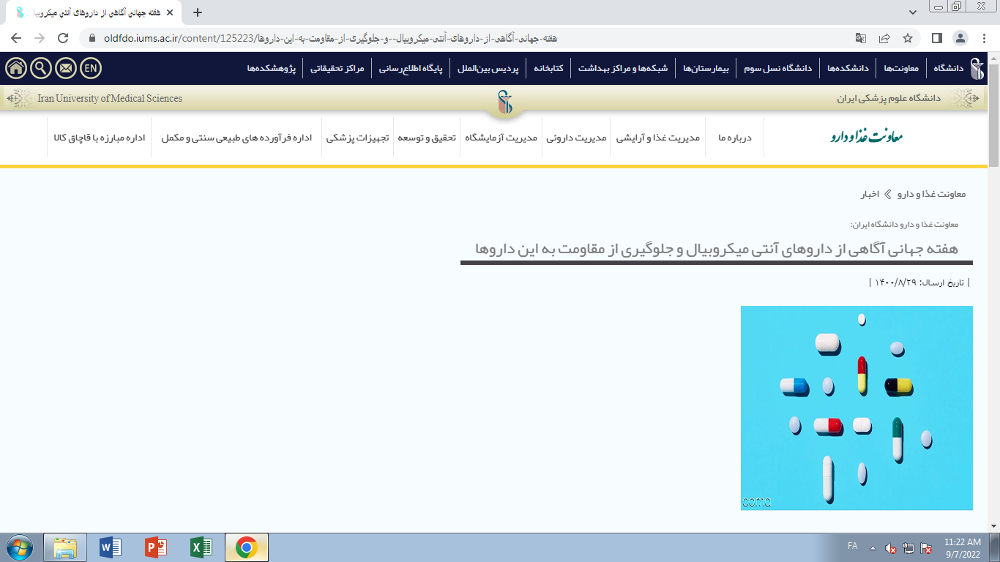 هفته جهانی آگاهی از داروهای آنتی میکروبیال
oldfdo.iums.ac.ir/content/125223/هفته-جهانی-آگاهی-از-داروهای-آنتی-میکروبیال--و-جلوگیری-از-مقاومت-به-این-داروها
دانشگاه معاونت‌ها دانشکده‌ها دانشگاه نسل سوم بیمارستان‌ها شبکه‌ها و مراکز بهداشت کتابخانه پردیس بین‌الملل پایگاه اطلاع‌رسانی مراکز تحقیقاتی پژوهشکده‌ها EN
دانشگاه علوم پزشکی ایران Iran University of Medical Sciences
معاونت غذا و دارو
درباره ما مدیریت غذا و آرایشی مدیریت داروئی مدیریت آزمایشگاه تحقیق و توسعه تجهیزات پزشکی اداره فرآورده های طبیعی سنتی و مکمل اداره مبارزه با قاچاق کالا
معاونت غذا و دارو » اخبار
معاونت غذا و دارو دانشگاه ایران:
هفته جهانی آگاهی از داروهای آنتی میکروبیال و جلوگیری از مقاومت به این داروها
| تاریخ ارسال: ۱۴۰۰/۸/۲۹ |
ooma
FA
11:22 AM
9/7/2022